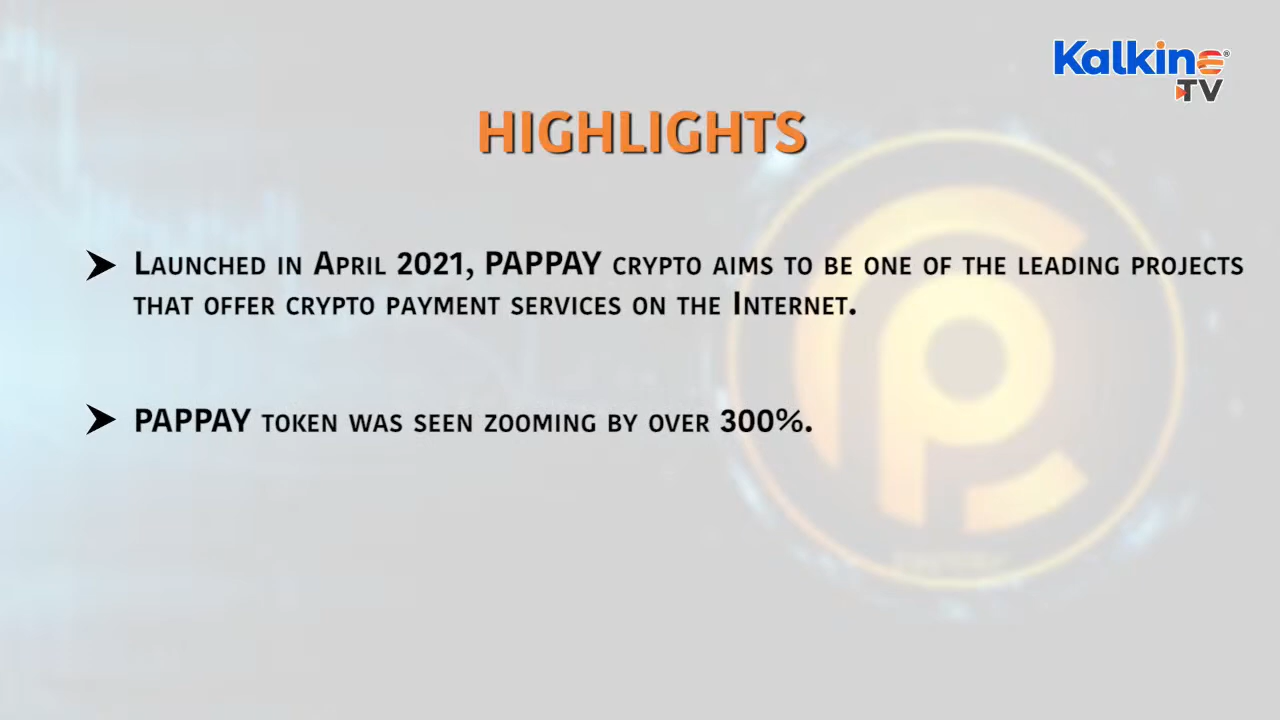 Kalkine®
TV
HIGHLIGHTS
➤ Launched in April 2021, PAPPAY crypto aims to be one of the leading projects
that offer crypto payment services on the Internet.
➤ PAPPAY token was seen zooming by over 300%.